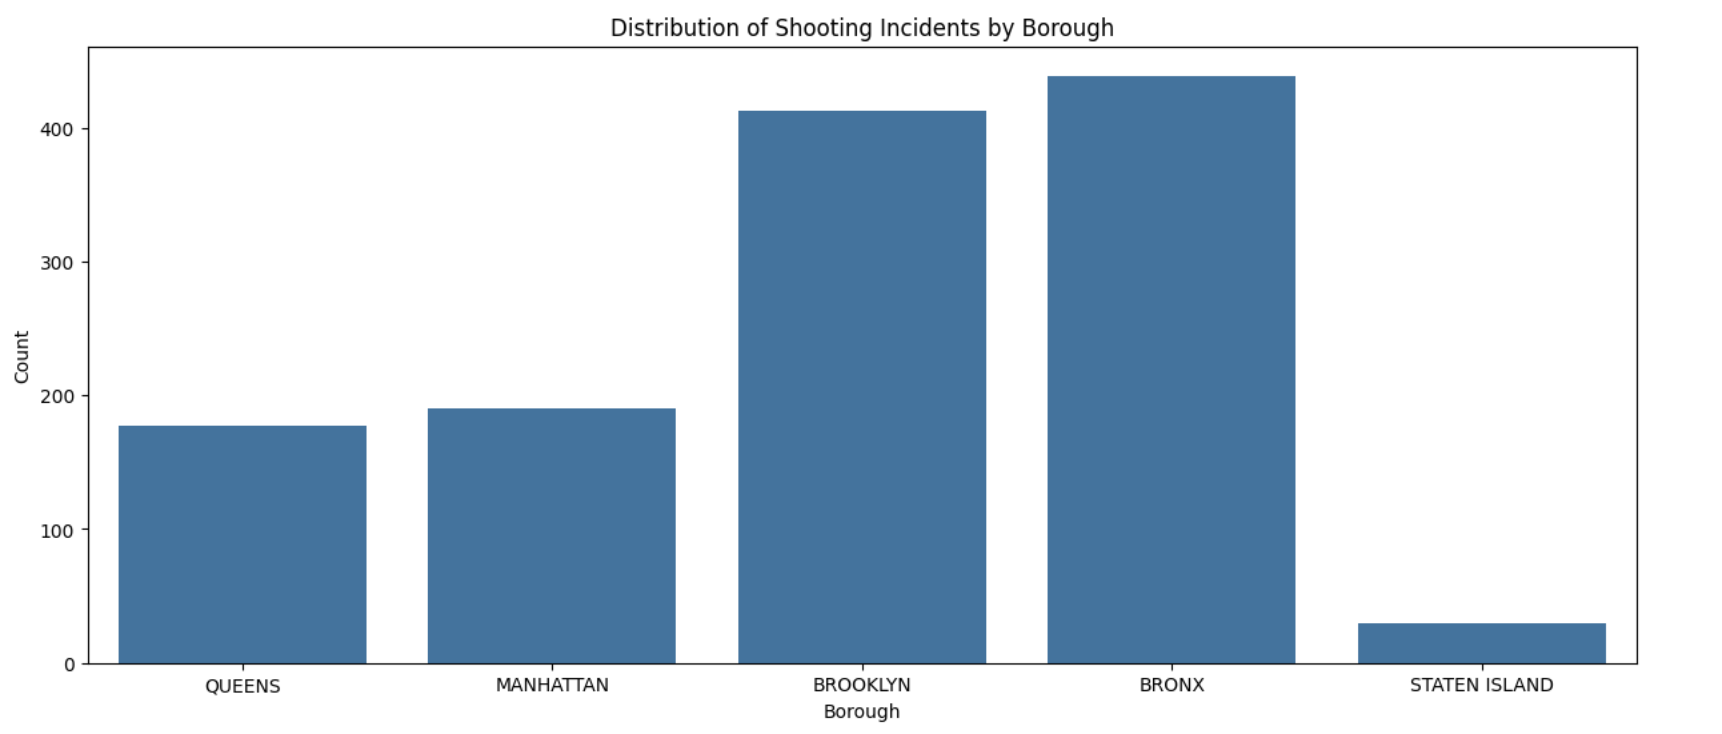 Distribution of Shooting Incidents by Borough
400
300
200
100
0
Count
QUEENS MANHATTAN BROOKLYN BRONX STATEN ISLAND
Borough